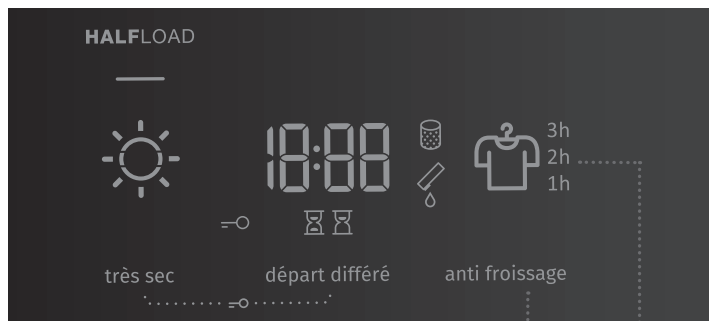 HALFLOAD
18:88
3h
2h
1h
très sec
départ différé
anti froissage